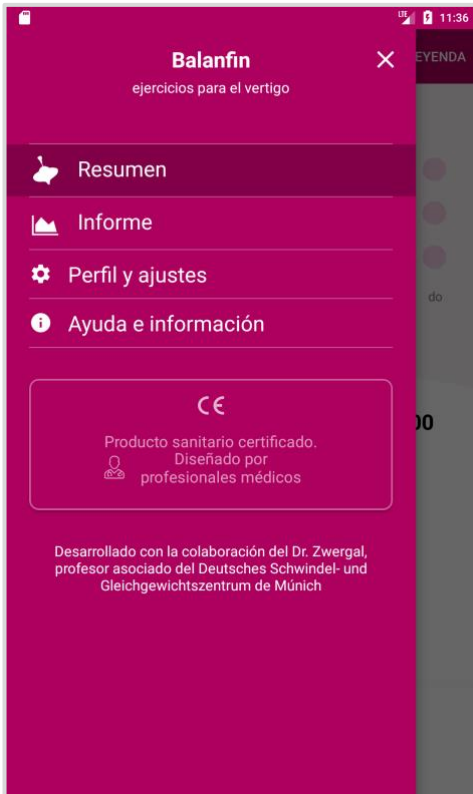 LTE 11:36
Balanfin
EYENDA
ejercicios para el vertigo
Resumen
Informe
Perfil y ajustes
do
Ayuda e información
CE
00
Producto sanitario certificado.
Diseñado por
profesionales médicos
Desarrollado con la colaboración del Dr. Zwergal,
profesor asociado del Deutsches Schwindel- und
Gleichgewichtszentrum de Múnich